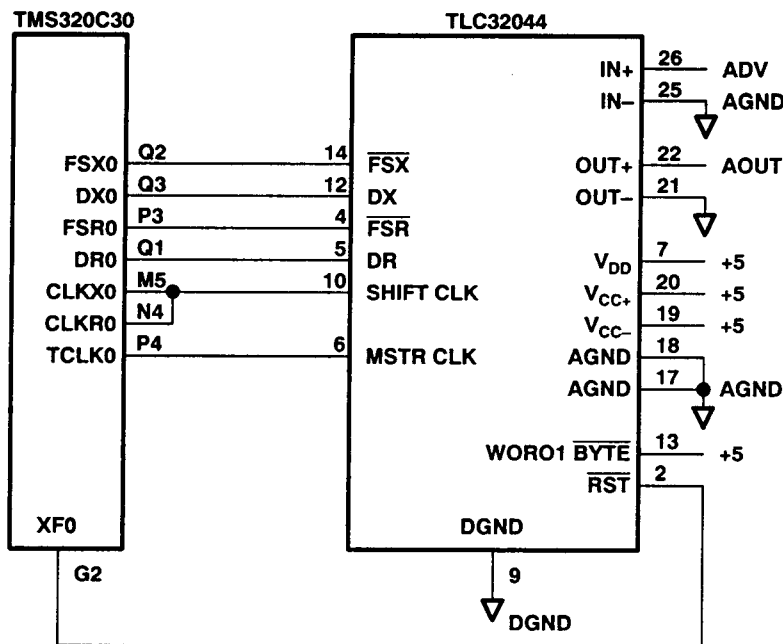 TMS320C30
TLC32044
IN+ 26 ADV
IN– 25 AGND
FSX0 Q2 14 FSX OUT+ 22 AOUT
DX0 Q3 12 DX OUT– 21
FSR0 P3 4 FSR
DR0 Q1 5 DR VDD 7 +5
CLKX0 M5 10 SHIFT CLK VCC+ 20 +5
CLKR0 N4 VCC– 19 +5
TCLK0 P4 6 MSTR CLK AGND 18
AGND 17 AGND
WORO1 BYTE 13 +5
RST 2
XF0 DGND
G2 9
DGND